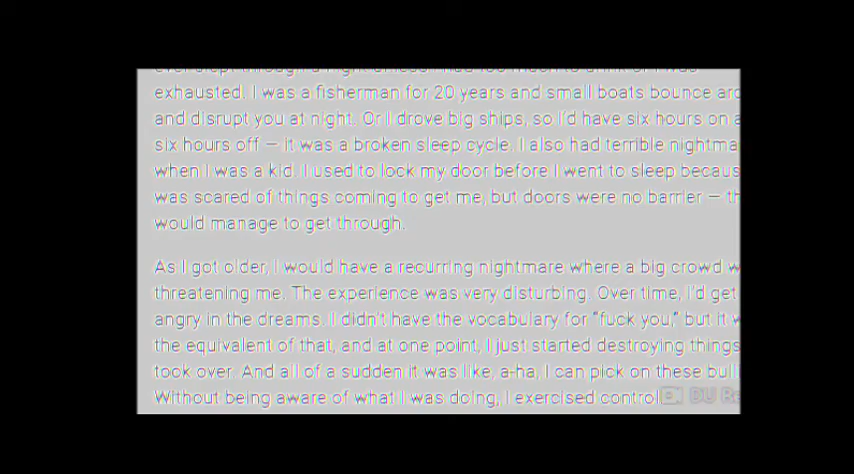 exhausted. I was a fisherman for 20 years and small boats bounce
and disrupt you at night. Or I drove big ships, so I'd have six hours on
six hours off — it was a broken sleep cycle. I also had terrible
when I was a kid. I used to lock my door before I went to sleep
was scared of things coming to get me, but doors were no barrier —
would manage to get through.
As I got older, I would have a recurring nightmare where a big crowd
threatening me. The experience was very disturbing. Over time, I'd get
angry in the dreams. I didn't have the vocabulary for "fuck you," but it
the equivalent of that, and at one point, I just started destroying things
took over. And all of a sudden it was like, a-ha, I can pick on these
Without being aware of what I was doing, I exercised control